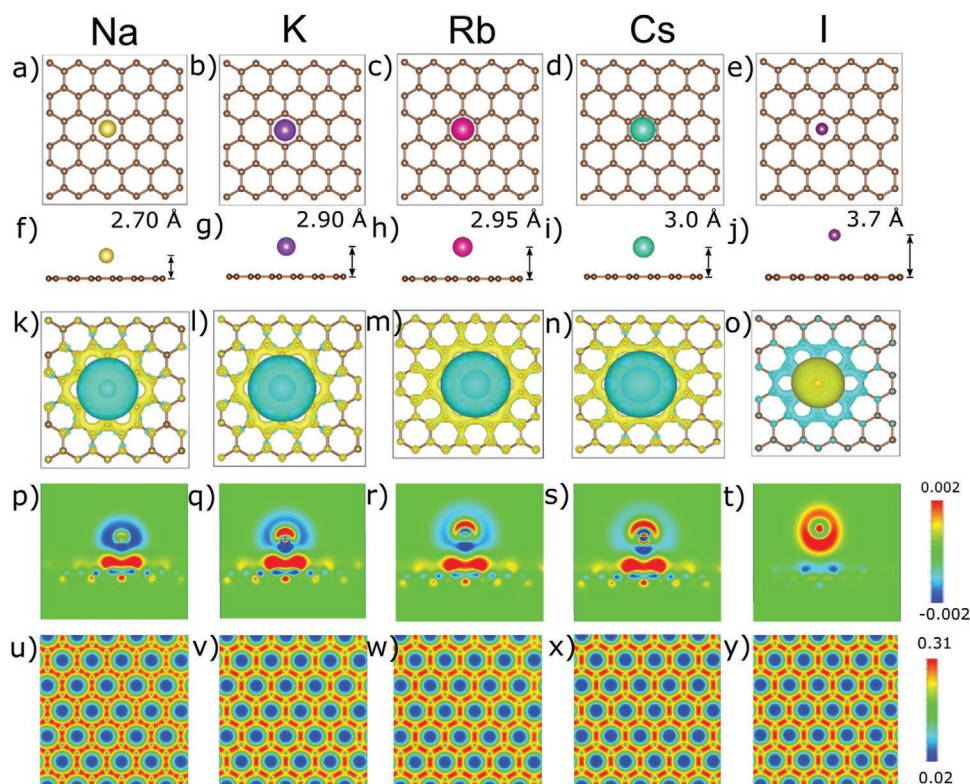 Na K Rb Cs I
a) b) c) d) e)
2.70 Å 2.90 Å 2.95 Å 3.0 Å 3.7 Å
f) g) h) i) j)
k) l) m) n) o)
p) q) r) s) t)
0.002
-0.002
u) v) w) x) y)
0.31
0.02